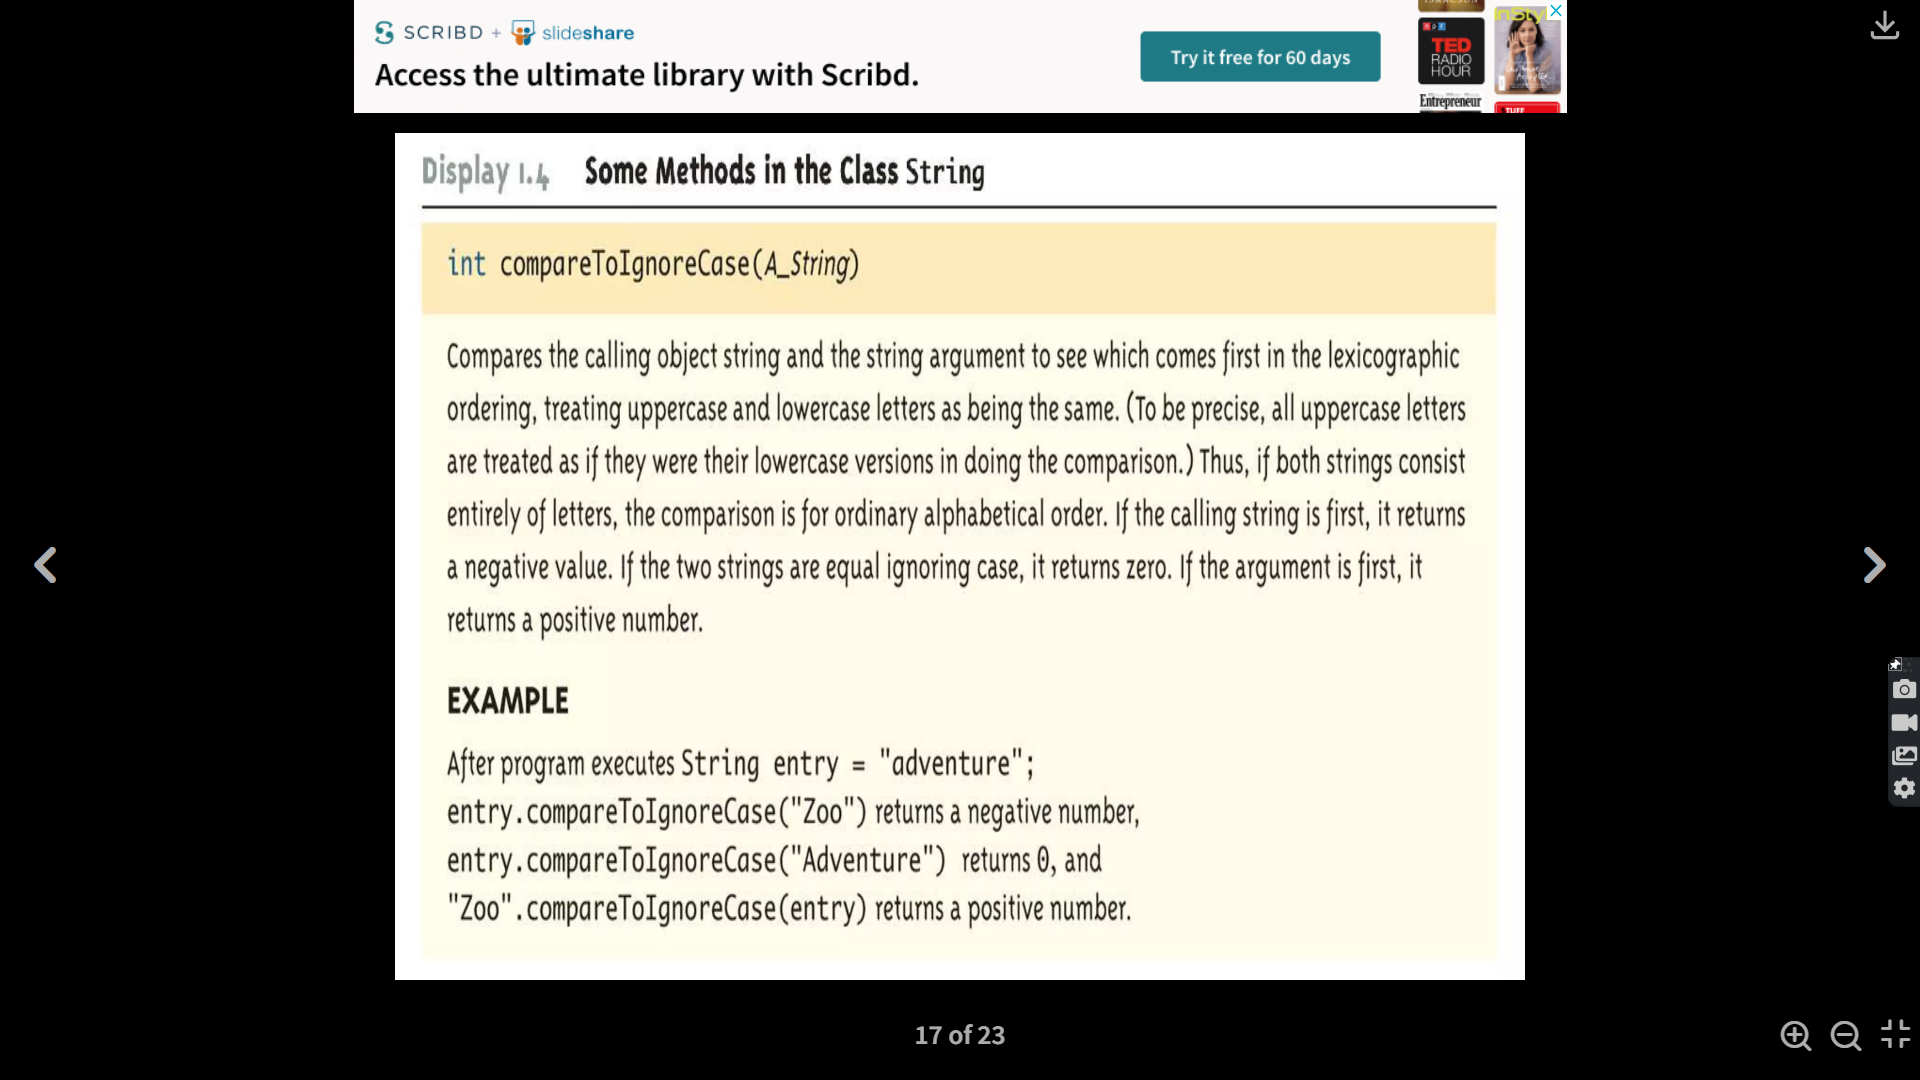 SCRIBD + slideshare
Access the ultimate library with Scribd.
Try it free for 60 days
TED
RADIO
HOUR
InStyl
Entrepreneur
Display 1.4 Some Methods in the Class String
int compareToIgnoreCase(A_String)
Compares the calling object string and the string argument to see which comes first in the lexicographic
ordering, treating uppercase and lowercase letters as being the same. (To be precise, all uppercase letters
are treated as if they were their lowercase versions in doing the comparison.) Thus, if both strings consist
entirely of letters, the comparison is for ordinary alphabetical order. If the calling string is first, it returns
a negative value. If the two strings are equal ignoring case, it returns zero. If the argument is first, it
returns a positive number.
EXAMPLE
After program executes String entry = "adventure";
entry.compareToIgnoreCase("Zoo") returns a negative number,
entry.compareToIgnoreCase("Adventure") returns 0, and
"Zoo".compareToIgnoreCase(entry) returns a positive number.
17 of 23